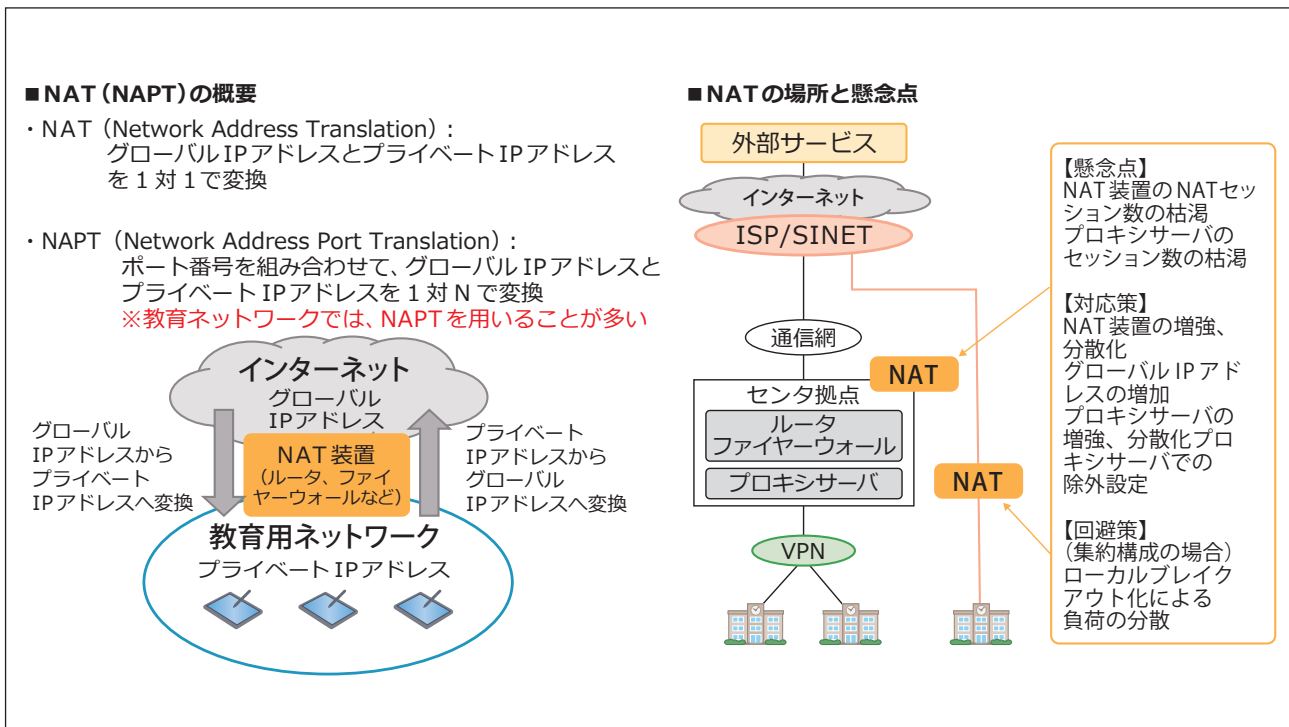 ■NAT（NAPT）の概要
・NAT（Network Address Translation）：
グローバルIPアドレスとプライベートIPアドレス
を1対1で変換
・NAPT（Network Address Port Translation）：
ポート番号を組み合わせて、グローバルIPアドレスと
プライベートIPアドレスを1対Nで変換
※教育ネットワークでは、NAPTを用いることが多い
インターネット
グローバル
IPアドレス
グローバル
IPアドレスから
プライベート
IPアドレスへ変換
NAT装置
（ルータ、ファイ
ヤーウォールなど）
プライベート
IPアドレスから
グローバル
IPアドレスへ変換
教育用ネットワーク
プライベートIPアドレス
■NATの場所と懸念点
外部サービス
インターネット
ISP/SINET
通信網
NAT
センタ拠点
ルータ
ファイヤーウォール
プロキシサーバ
NAT
VPN
【懸念点】
NAT装置のNATセッ
ション数の枯渇
プロキシサーバの
セッション数の枯渇
【対応策】
NAT装置の増強、
分散化
グローバルIPアド
レスの増加
プロキシサーバの
増強、分散化プロ
キシサーバでの
除外設定
【回避策】
（集約構成の場合）
ローカルブレイク
アウト化による
負荷の分散